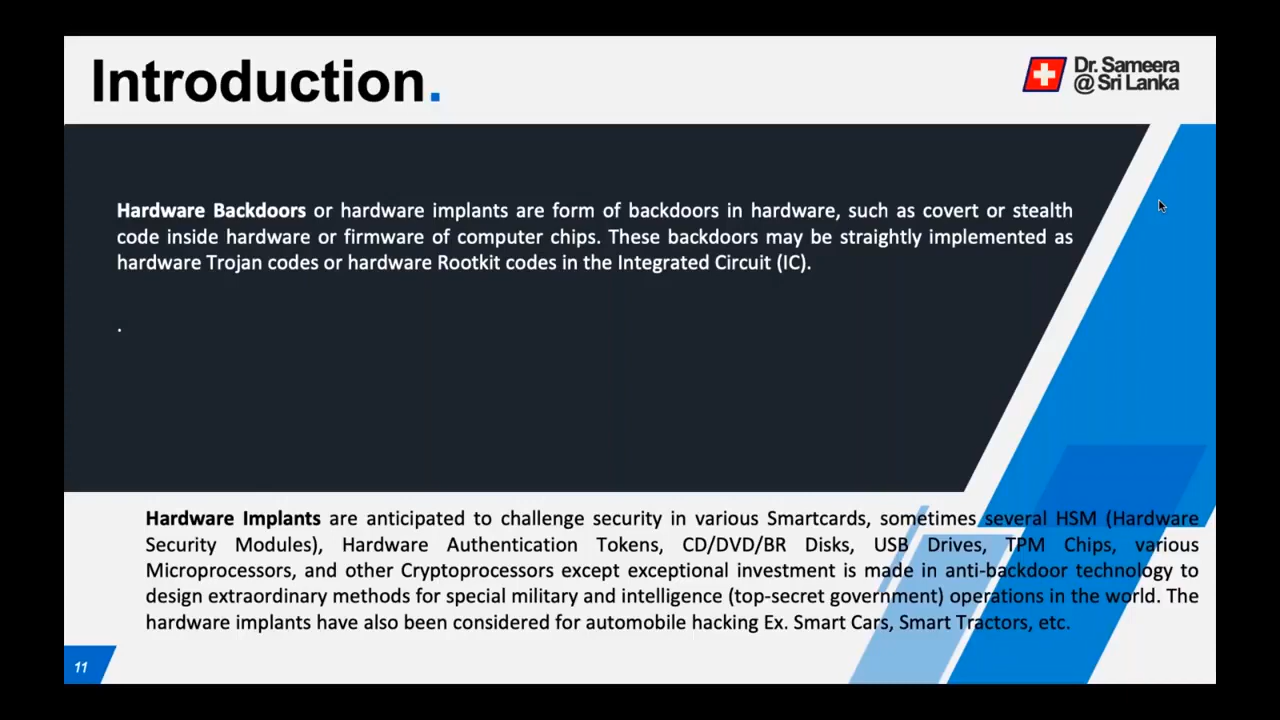 Introduction.
Dr. Sameera
@ Sri Lanka
Hardware Backdoors or hardware implants are form of backdoors in hardware, such as covert or stealth
code inside hardware or firmware of computer chips. These backdoors may be straightly implemented as
hardware Trojan codes or hardware Rootkit codes in the Integrated Circuit (IC).
.
Hardware Implants are anticipated to challenge security in various Smartcards, sometimes several HSM (Hardware
Security Modules), Hardware Authentication Tokens, CD/DVD/BR Disks, USB Drives, TPM Chips, various
Microprocessors, and other Cryptoprocessors except exceptional investment is made in anti-backdoor technology to
design extraordinary methods for special military and intelligence (top-secret government) operations in the world. The
hardware implants have also been considered for automobile hacking Ex. Smart Cars, Smart Tractors, etc.
11